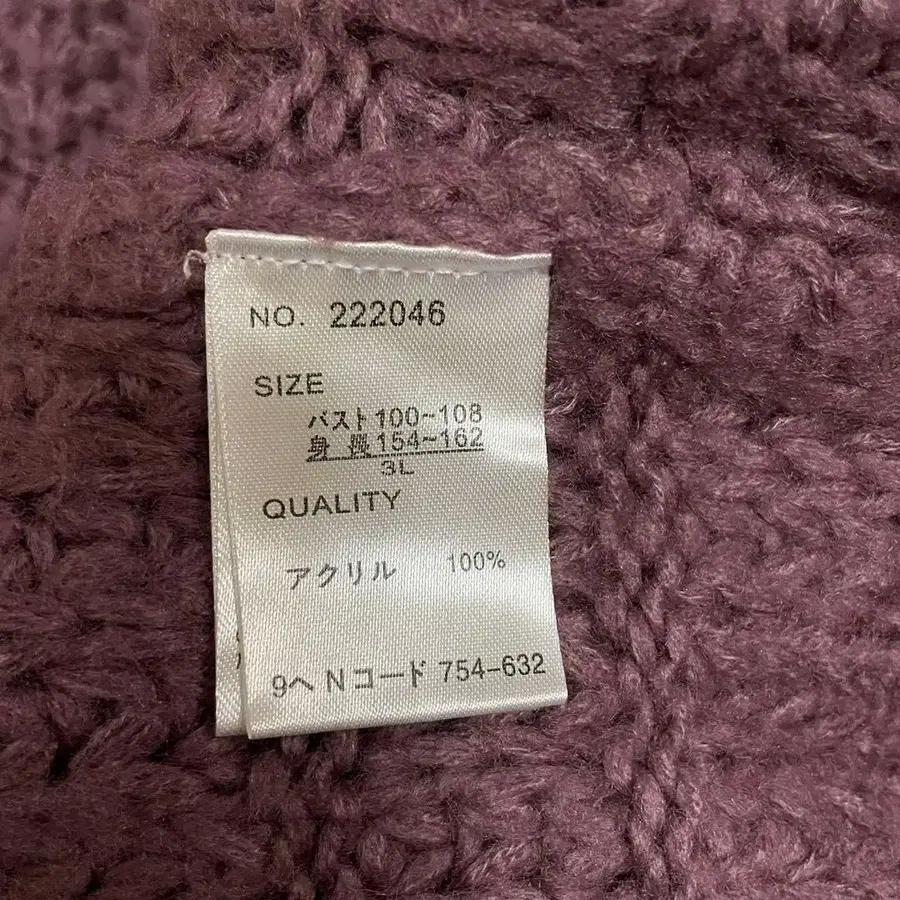 NO. 222046
SIZE
バスト100~108
身長154~162
3L
QUALITY
アクリル 100%
9ヘNコード 754-632